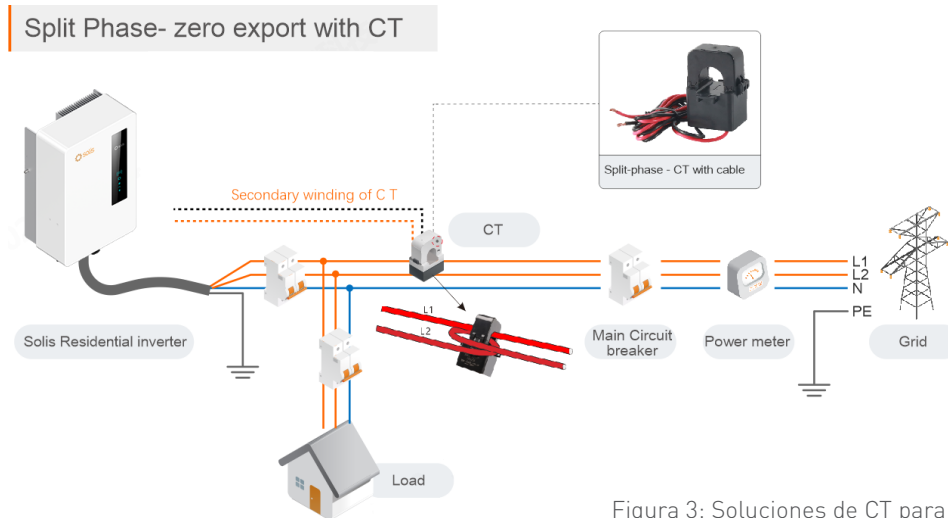 Split Phase- zero export with CT
Split-phase - CT with cable
Secondary winding of C T
CT
solis
L1
L2
N
PE
L1
L2
Solis Residential inverter
Main Circuit
breaker
Power meter
Grid
Load
Figura 3: Soluciones de CT para